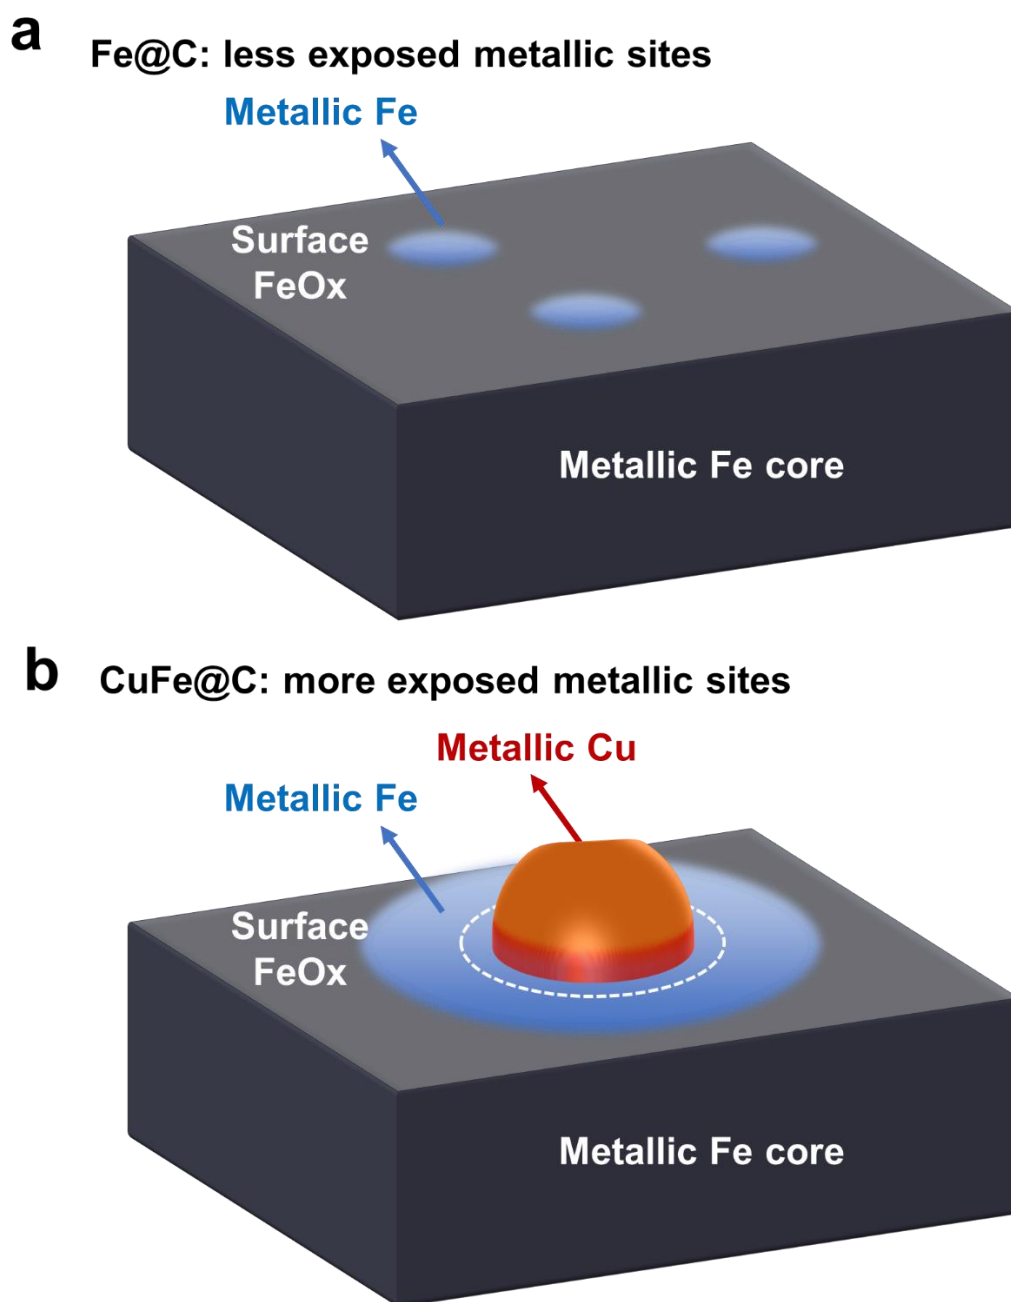 a
Fe@C: less exposed metallic sites
Metallic Fe
Surface
FeOx
Metallic Fe core
b
CuFe@C: more exposed metallic sites
Metallic Cu
Metallic Fe
Surface
FeOx
Metallic Fe core